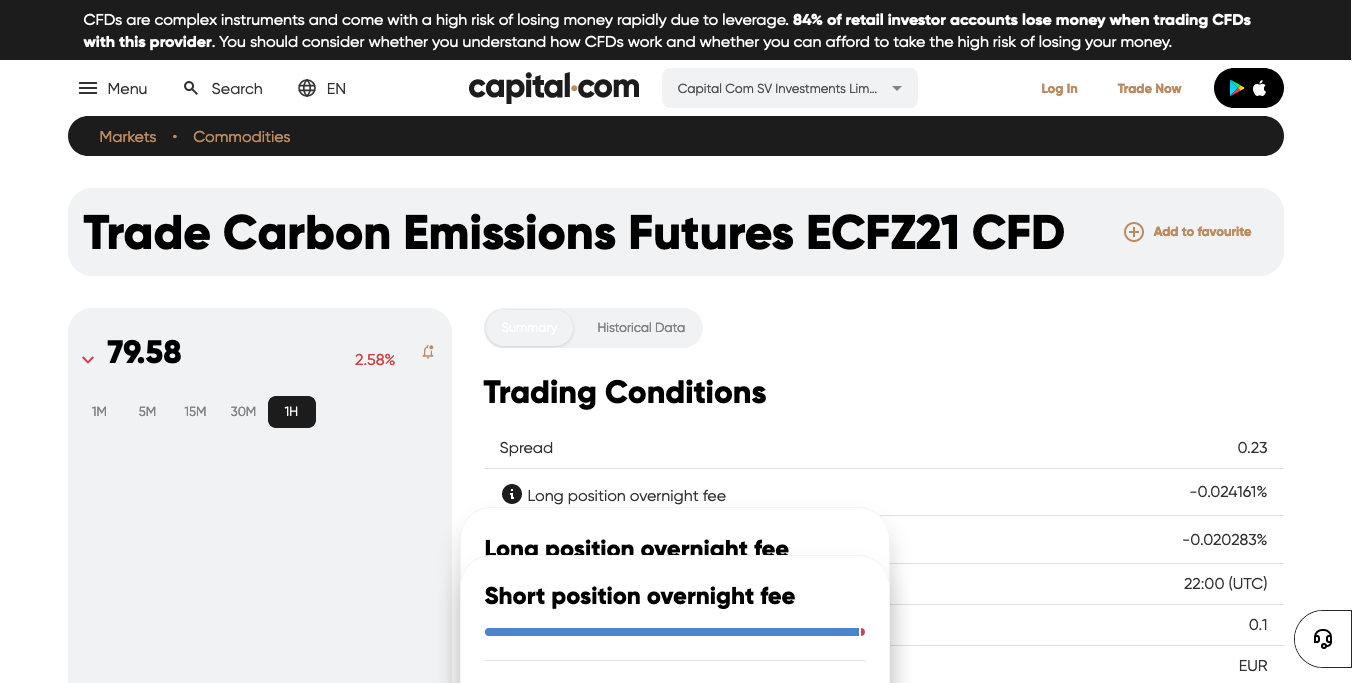 CFDs are complex instruments and come with a high risk of losing money rapidly due to leverage. 84% of retail investor accounts lose money when trading CFDs
with this provider. You should consider whether you understand how CFDs work and whether you can afford to take the high risk of losing your money.
Menu Search EN capital.com Capital Com SV Investments Lim... Log In Trade Now
Markets • Commodities
Trade Carbon Emissions Futures ECFZ21 CFD Add to favourite
79.58 2.58%
1M 5M 15M 30M 1H
Summary Historical Data
Trading Conditions
Spread 0.23
Long position overnight fee -0.024161%
Long position overnight fee
-0.020283%
Short position overnight fee
22:00 (UTC)
0.1
EUR